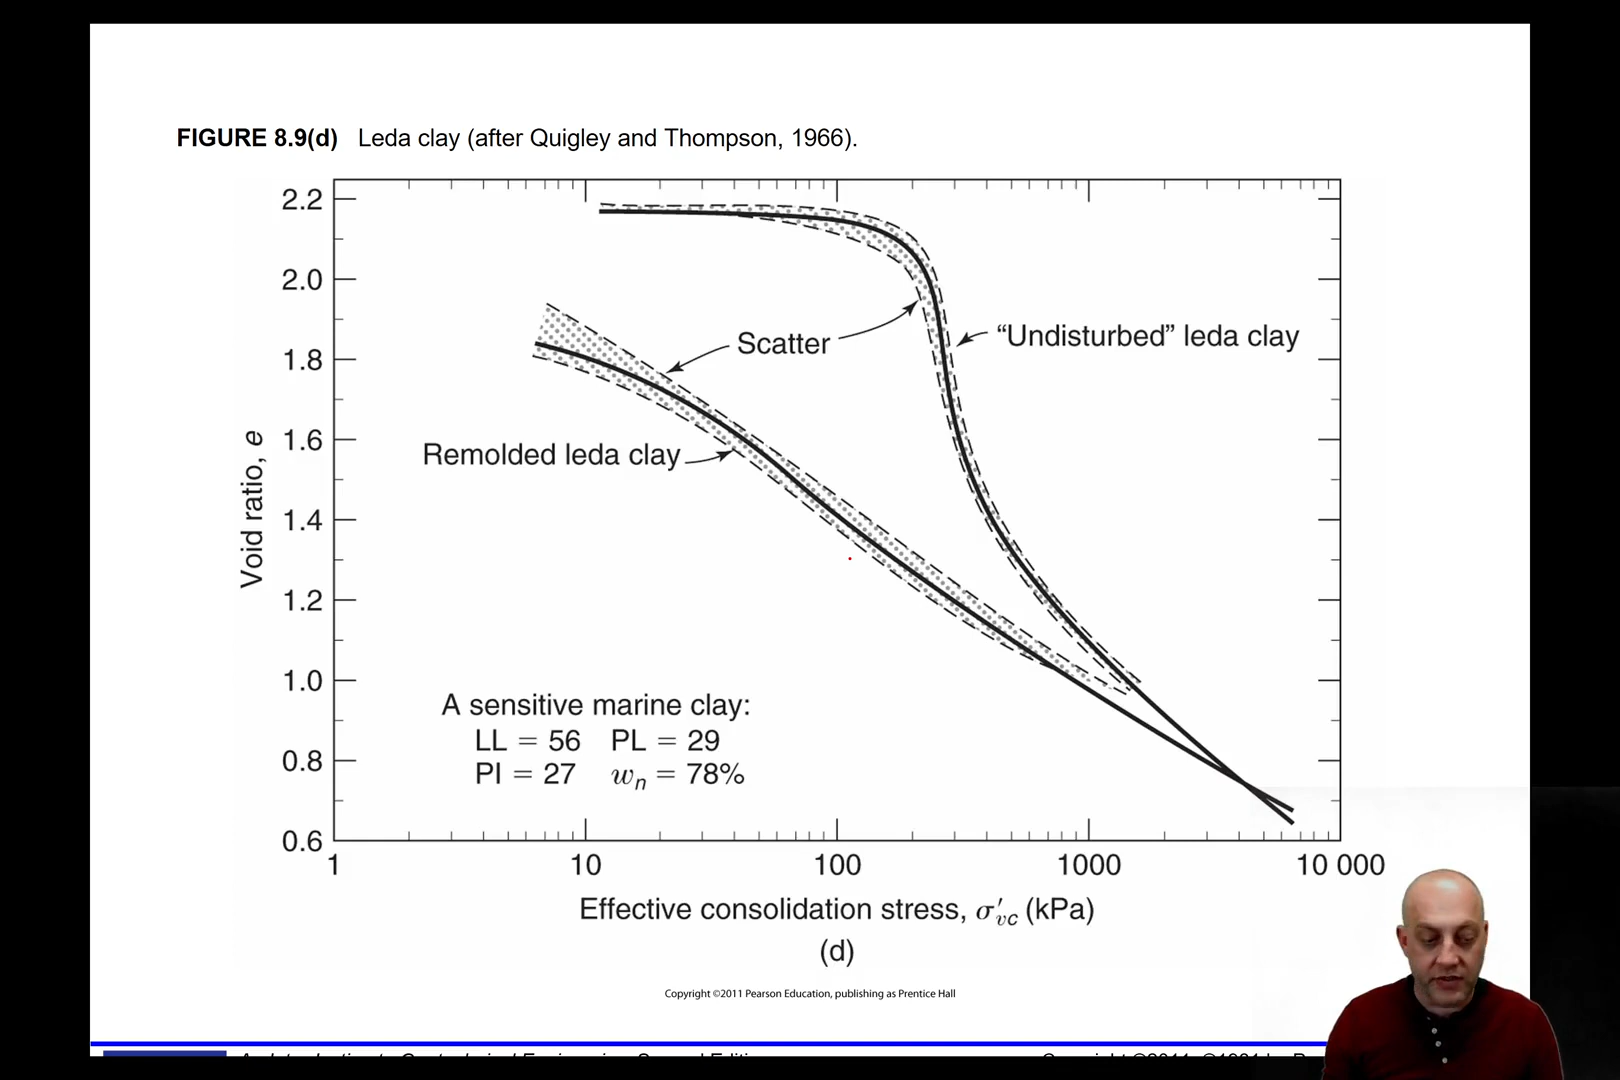 FIGURE 8.9(d) Leda clay (after Quigley and Thompson, 1966).
2.2
2.0
1.8
1.6
1.4
1.2
1.0
0.8
0.6
Void ratio, e
Scatter
"Undisturbed" leda clay
Remolded leda clay
A sensitive marine clay:
LL = 56 PL = 29
PI = 27 wn = 78%
1 10 100 1000 10 000
Effective consolidation stress, σ′vc (kPa)
(d)
Copyright ©2011 Pearson Education, publishing as Prentice Hall